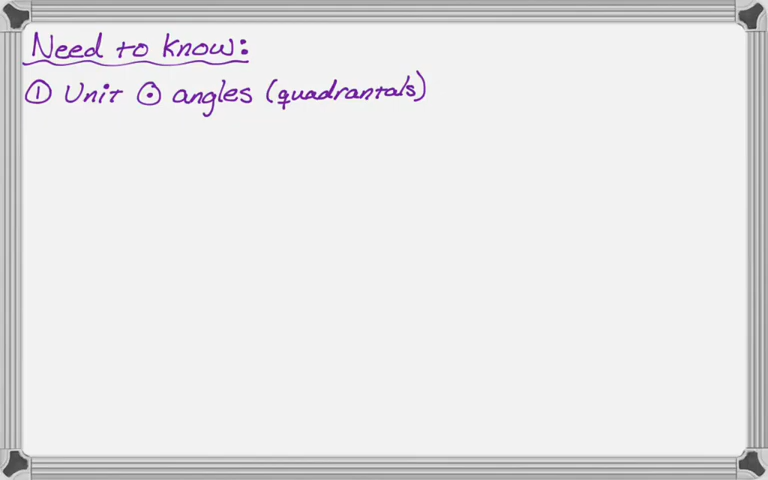 Need to know:
① Unit ⊙ angles (quadrantals)